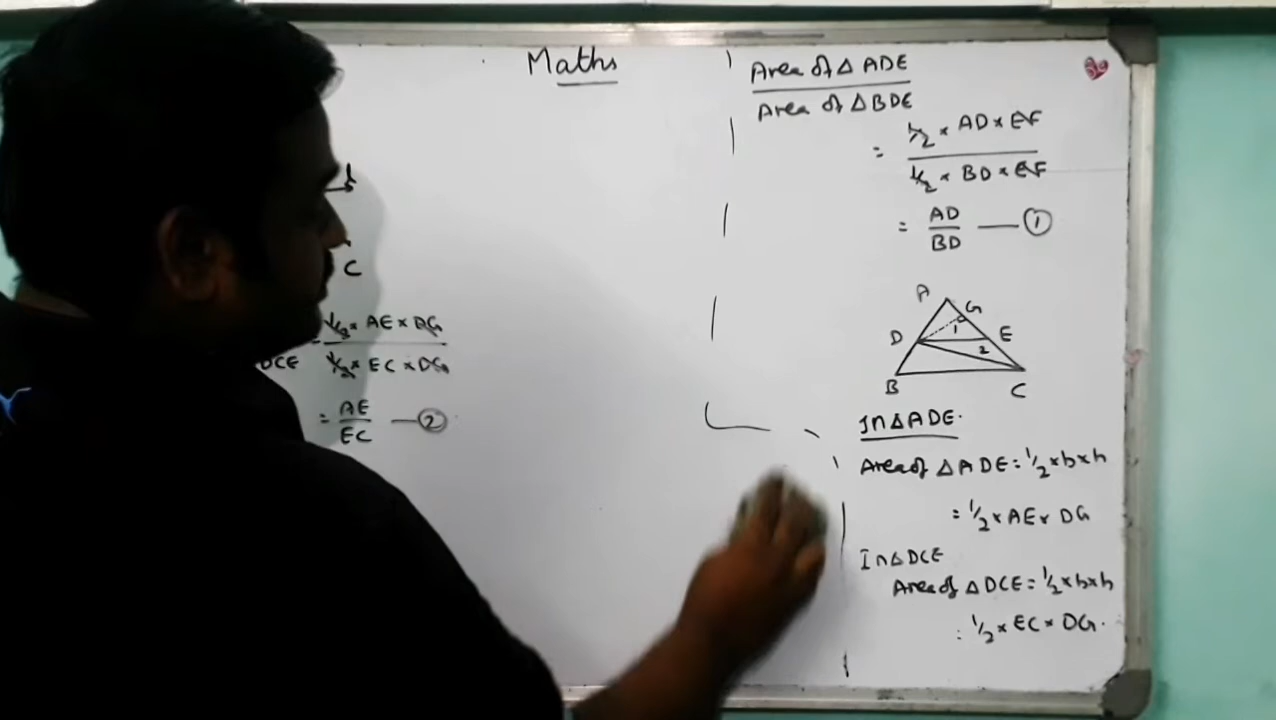 Maths
C
1/2 × AE × DG
DCE 1/2 × EC × DG
= AE
EC —②
Area of △ ADE
Area of △ BDE
= 1/2 × AD × EF
1/2 × BD × EF
= AD
BD —①
A
G
D 1 E
2
B C
In △ ADE.
Area of △ ADE = 1/2 × b × h
= 1/2 × AE × DG
In △ DCE
Area of △ DCE = 1/2 × b × h
= 1/2 × EC × DG.